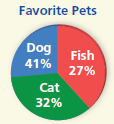 Favorite Pets
Dog
41%
Fish
27%
Cat
32%